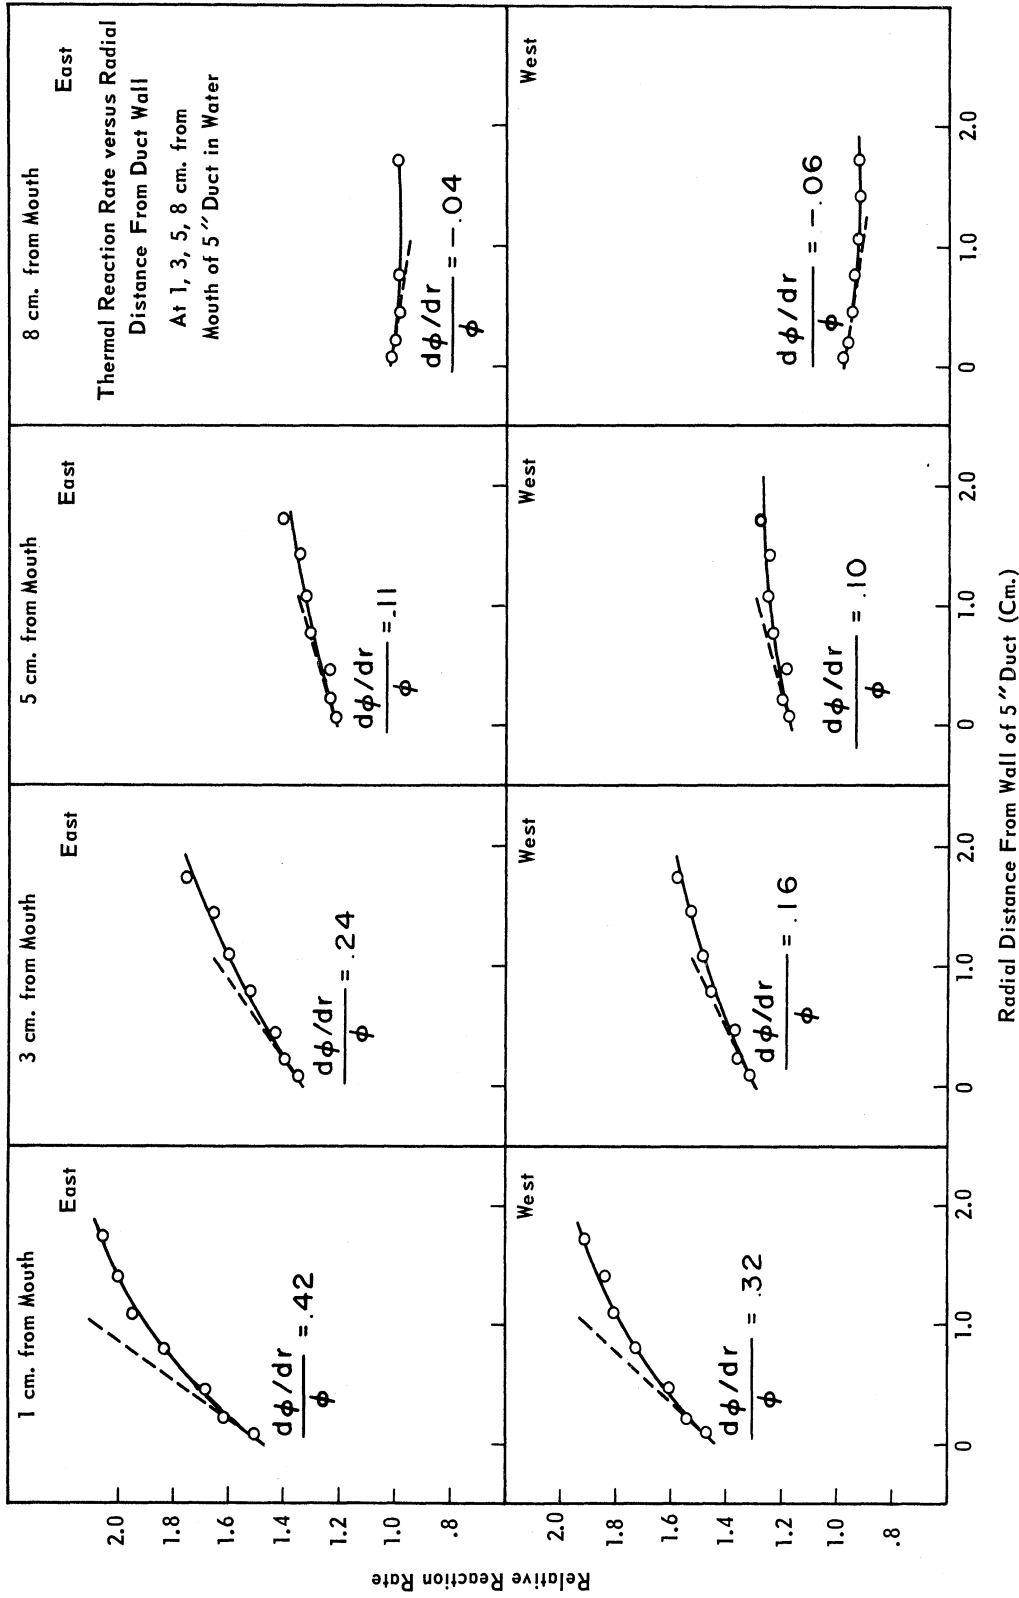 1 cm. from Mouth
3 cm. from Mouth
5 cm. from Mouth
8 cm. from Mouth
East
East
East
East
Thermal Reaction Rate versus Radial
Distance From Duct Wall
At 1, 3, 5, 8 cm. from
Mouth of 5″ Duct in Water
2.0
1.8
1.6
1.4
1.2
1.0
.8
dϕ/dr
ϕ
= .42
dϕ/dr
ϕ
= .24
dϕ/dr
ϕ
= .11
dϕ/dr
ϕ
= -.04
West
West
West
West
2.0
1.8
1.6
1.4
1.2
1.0
.8
dϕ/dr
ϕ
= .32
dϕ/dr
ϕ
= .16
dϕ/dr
ϕ
= .10
dϕ/dr
ϕ
= -.06
0 1.0 2.0
0 1.0 2.0
0 1.0 2.0
0 1.0 2.0
Relative Reaction Rate
Radial Distance From Wall of 5″ Duct (Cm.)